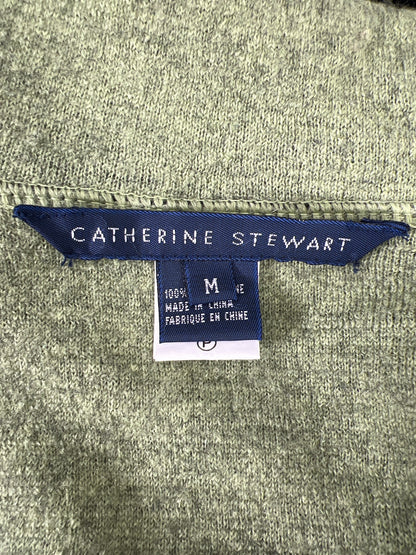 CATHERINE STEWART
M
100%
MADE IN CHINA
FABRIQUE EN CHINE
P